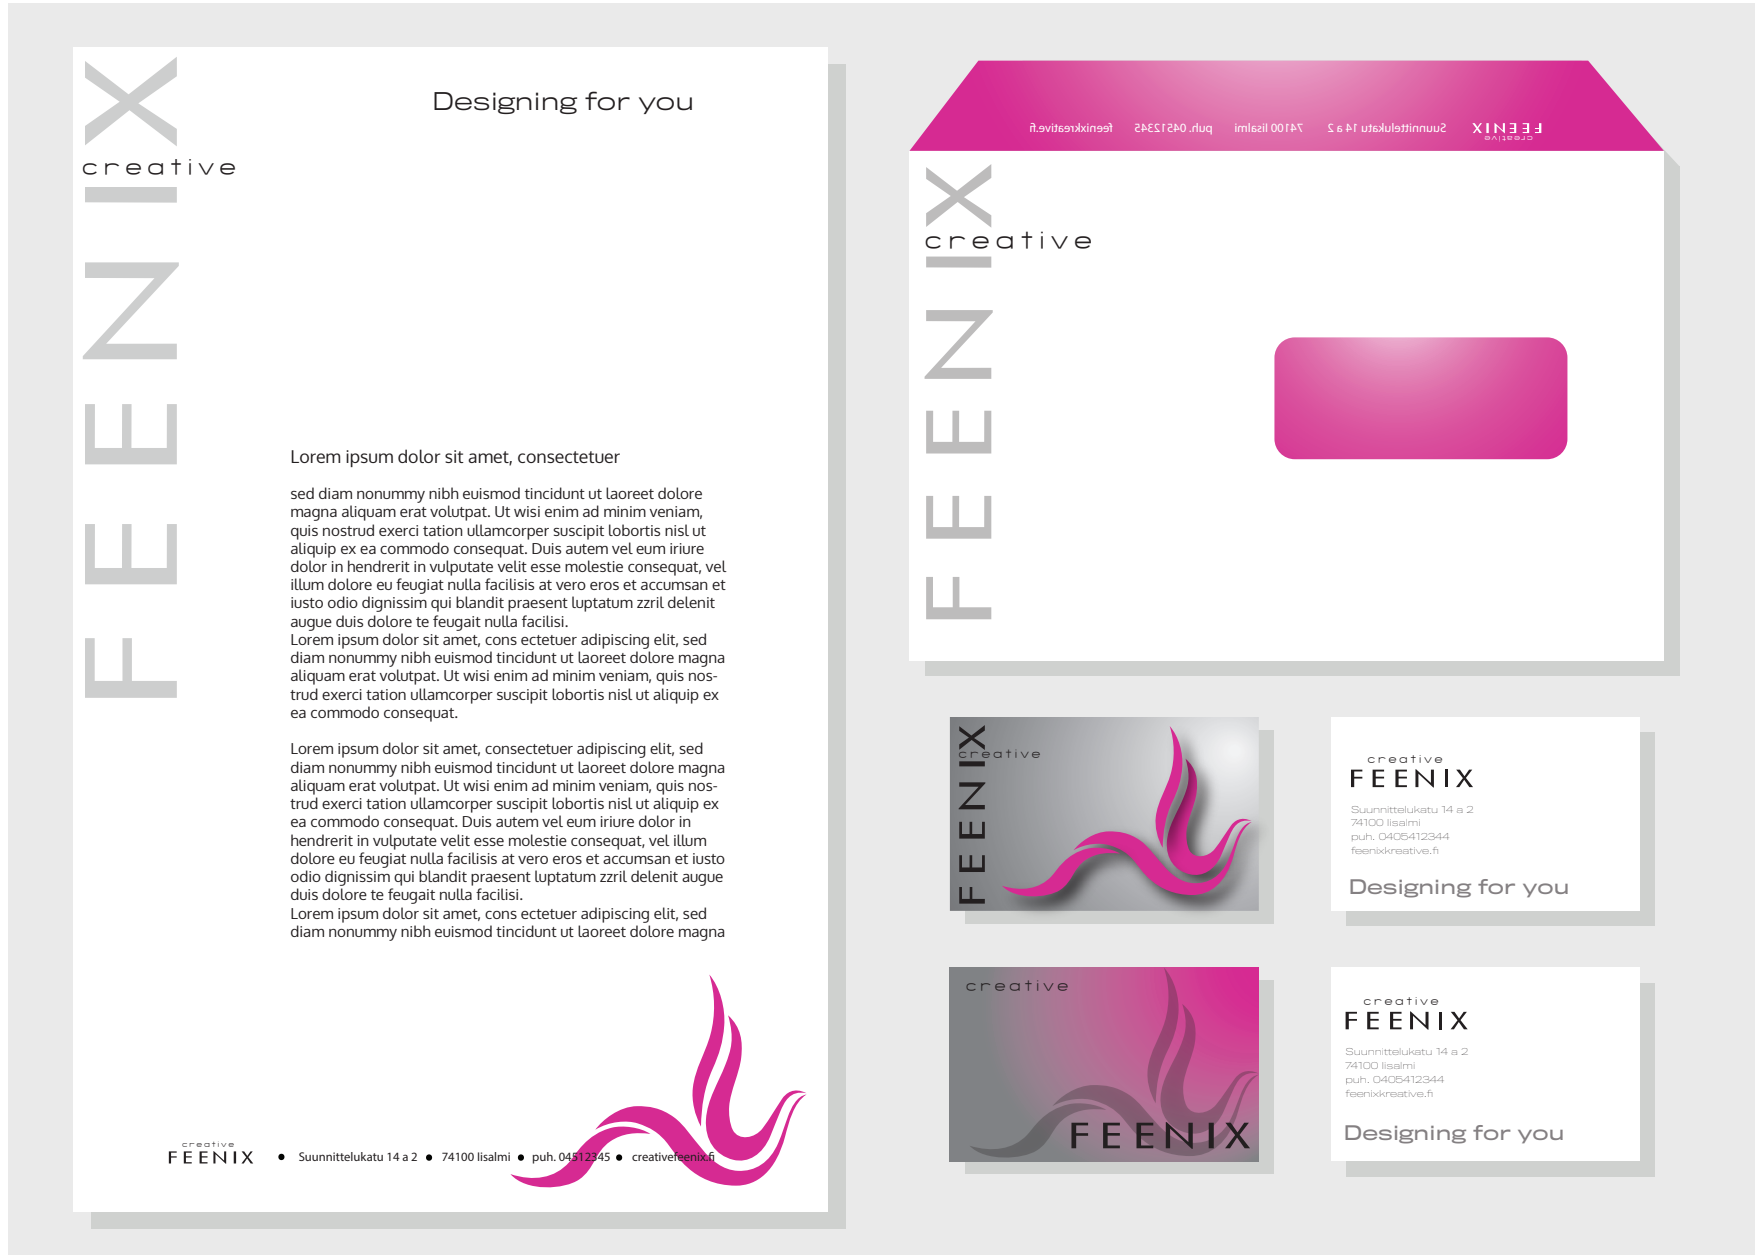 Designing for you
FEENIX
creative
Lorem ipsum dolor sit amet, consectetuer
sed diam nonummy nibh euismod tincidunt ut laoreet dolore
magna aliquam erat volutpat. Ut wisi enim ad minim veniam,
quis nostrud exerci tation ullamcorper suscipit lobortis nisl ut
aliquip ex ea commodo consequat. Duis autem vel eum iriure
dolor in hendrerit in vulputate velit esse molestie consequat, vel
illum dolore eu feugiat nulla facilisis at vero eros et accumsan et
iusto odio dignissim qui blandit praesent luptatum zzril delenit
augue duis dolore te feugait nulla facilisi.
Lorem ipsum dolor sit amet, cons ectetuer adipiscing elit, sed
diam nonummy nibh euismod tincidunt ut laoreet dolore magna
aliquam erat volutpat. Ut wisi enim ad minim veniam, quis nos-
trud exerci tation ullamcorper suscipit lobortis nisl ut aliquip ex
ea commodo consequat.
Lorem ipsum dolor sit amet, consectetuer adipiscing elit, sed
diam nonummy nibh euismod tincidunt ut laoreet dolore magna
aliquam erat volutpat. Ut wisi enim ad minim veniam, quis nos-
trud exerci tation ullamcorper suscipit lobortis nisl ut aliquip ex
ea commodo consequat. Duis autem vel eum iriure dolor in
hendrerit in vulputate velit esse molestie consequat, vel illum
dolore eu feugiat nulla facilisis at vero eros et accumsan et iusto
odio dignissim qui blandit praesent luptatum zzril delenit augue
duis dolore te feugait nulla facilisi.
Lorem ipsum dolor sit amet, cons ectetuer adipiscing elit, sed
diam nonummy nibh euismod tincidunt ut laoreet dolore magna
creative
FEENIX • Suunnittelukatu 14 a 2 • 74100 Iisalmi • puh. 04512345 • creativefeenix.fi
creative
FEENIX Suunnittelukatu 14 a 2 74100 Iisalmi puh. 04512345 feenixkreative.fi
FEENIX
creative
FEENIX
creative
creative
FEENIX
Suunnittelukatu 14 a 2
74100 Iisalmi
puh. 0405412344
feenixkreative.fi
Designing for you
creative
FEENIX
creative
FEENIX
Suunnittelukatu 14 a 2
74100 Iisalmi
puh. 0405412344
feenixkreative.fi
Designing for you